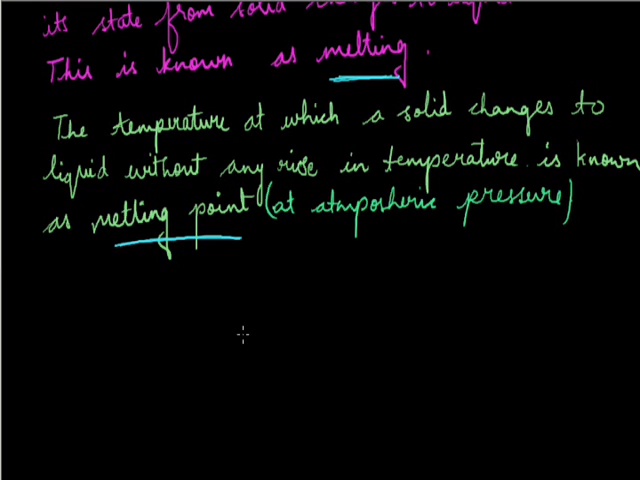 its state from solid
This is known as melting.
The temperature at which a solid changes to
liquid without any rise in temperature is known
as melting point (at atmposheric pressure)